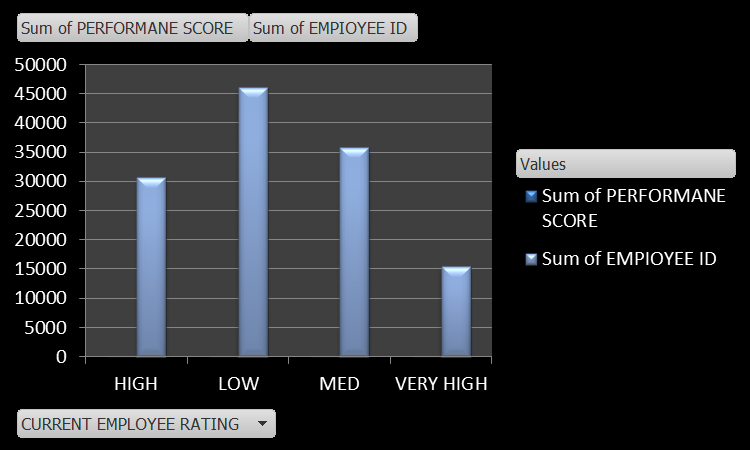 Sum of PERFORMANE SCORE Sum of EMPIOYEE ID
50000
45000
40000
35000
30000
25000
20000
15000
10000
5000
0
HIGH LOW MED VERY HIGH
Values
Sum of PERFORMANE
SCORE
Sum of EMPIOYEE ID
CURRENT EMPLOYEE RATING